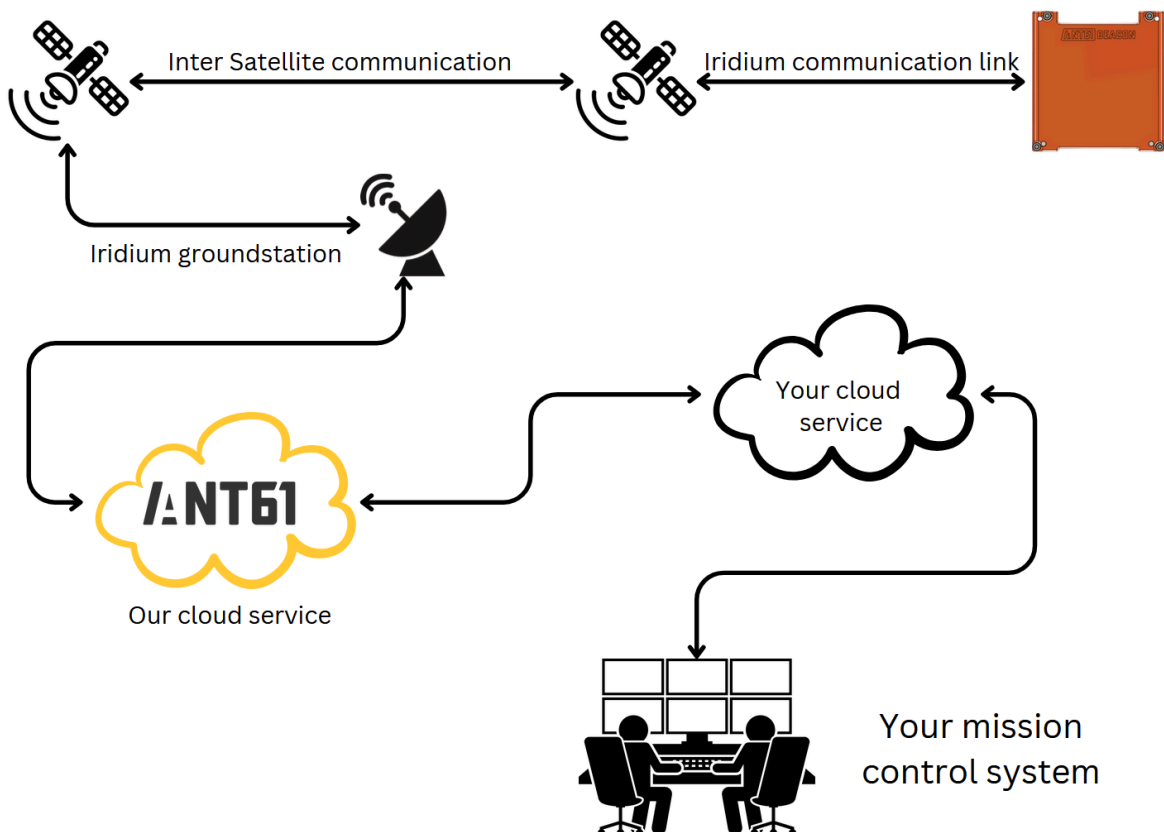 Inter Satellite communication
Iridium communication link
ANT61 BEACON
Iridium groundstation
Your cloud
service
ANT61
Our cloud service
Your mission
control system